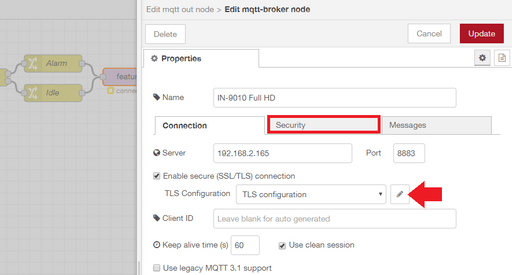 Edit mqtt out node > Edit mqtt-broker node
Delete
Cancel
Update
Properties
Alarm
Idle
featur
connec
Name
IN-9010 Full HD
Connection
Security
Messages
Server
192.168.2.165
Port
8883
Enable secure (SSL/TLS) connection
TLS Configuration
TLS configuration
Client ID
Leave blank for auto generated
Keep alive time (s)
60
Use clean session
Use legacy MQTT 3.1 support